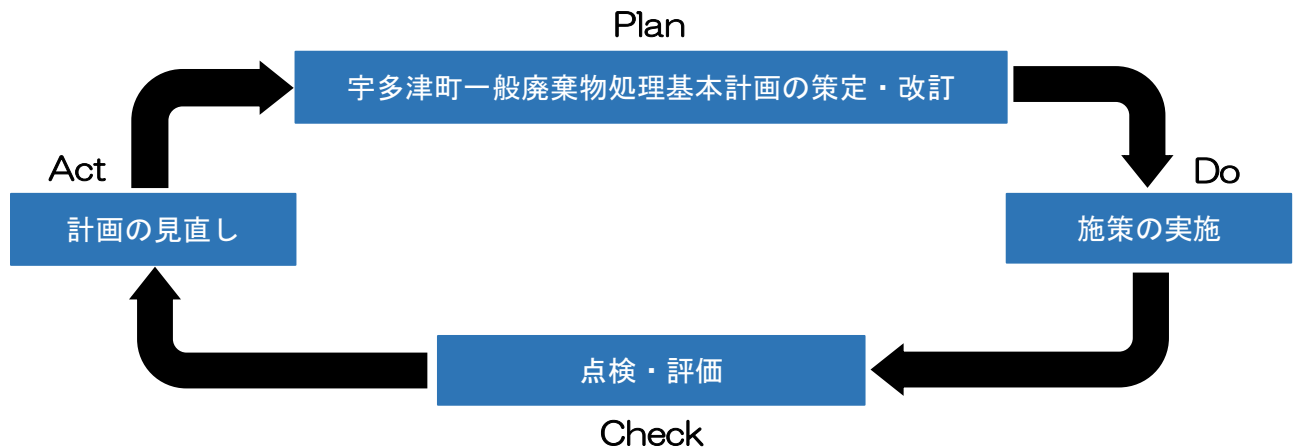 Plan
宇多津町一般廃棄物処理基本計画の策定・改訂
Act
Do
計画の見直し
施策の実施
点検・評価
Check